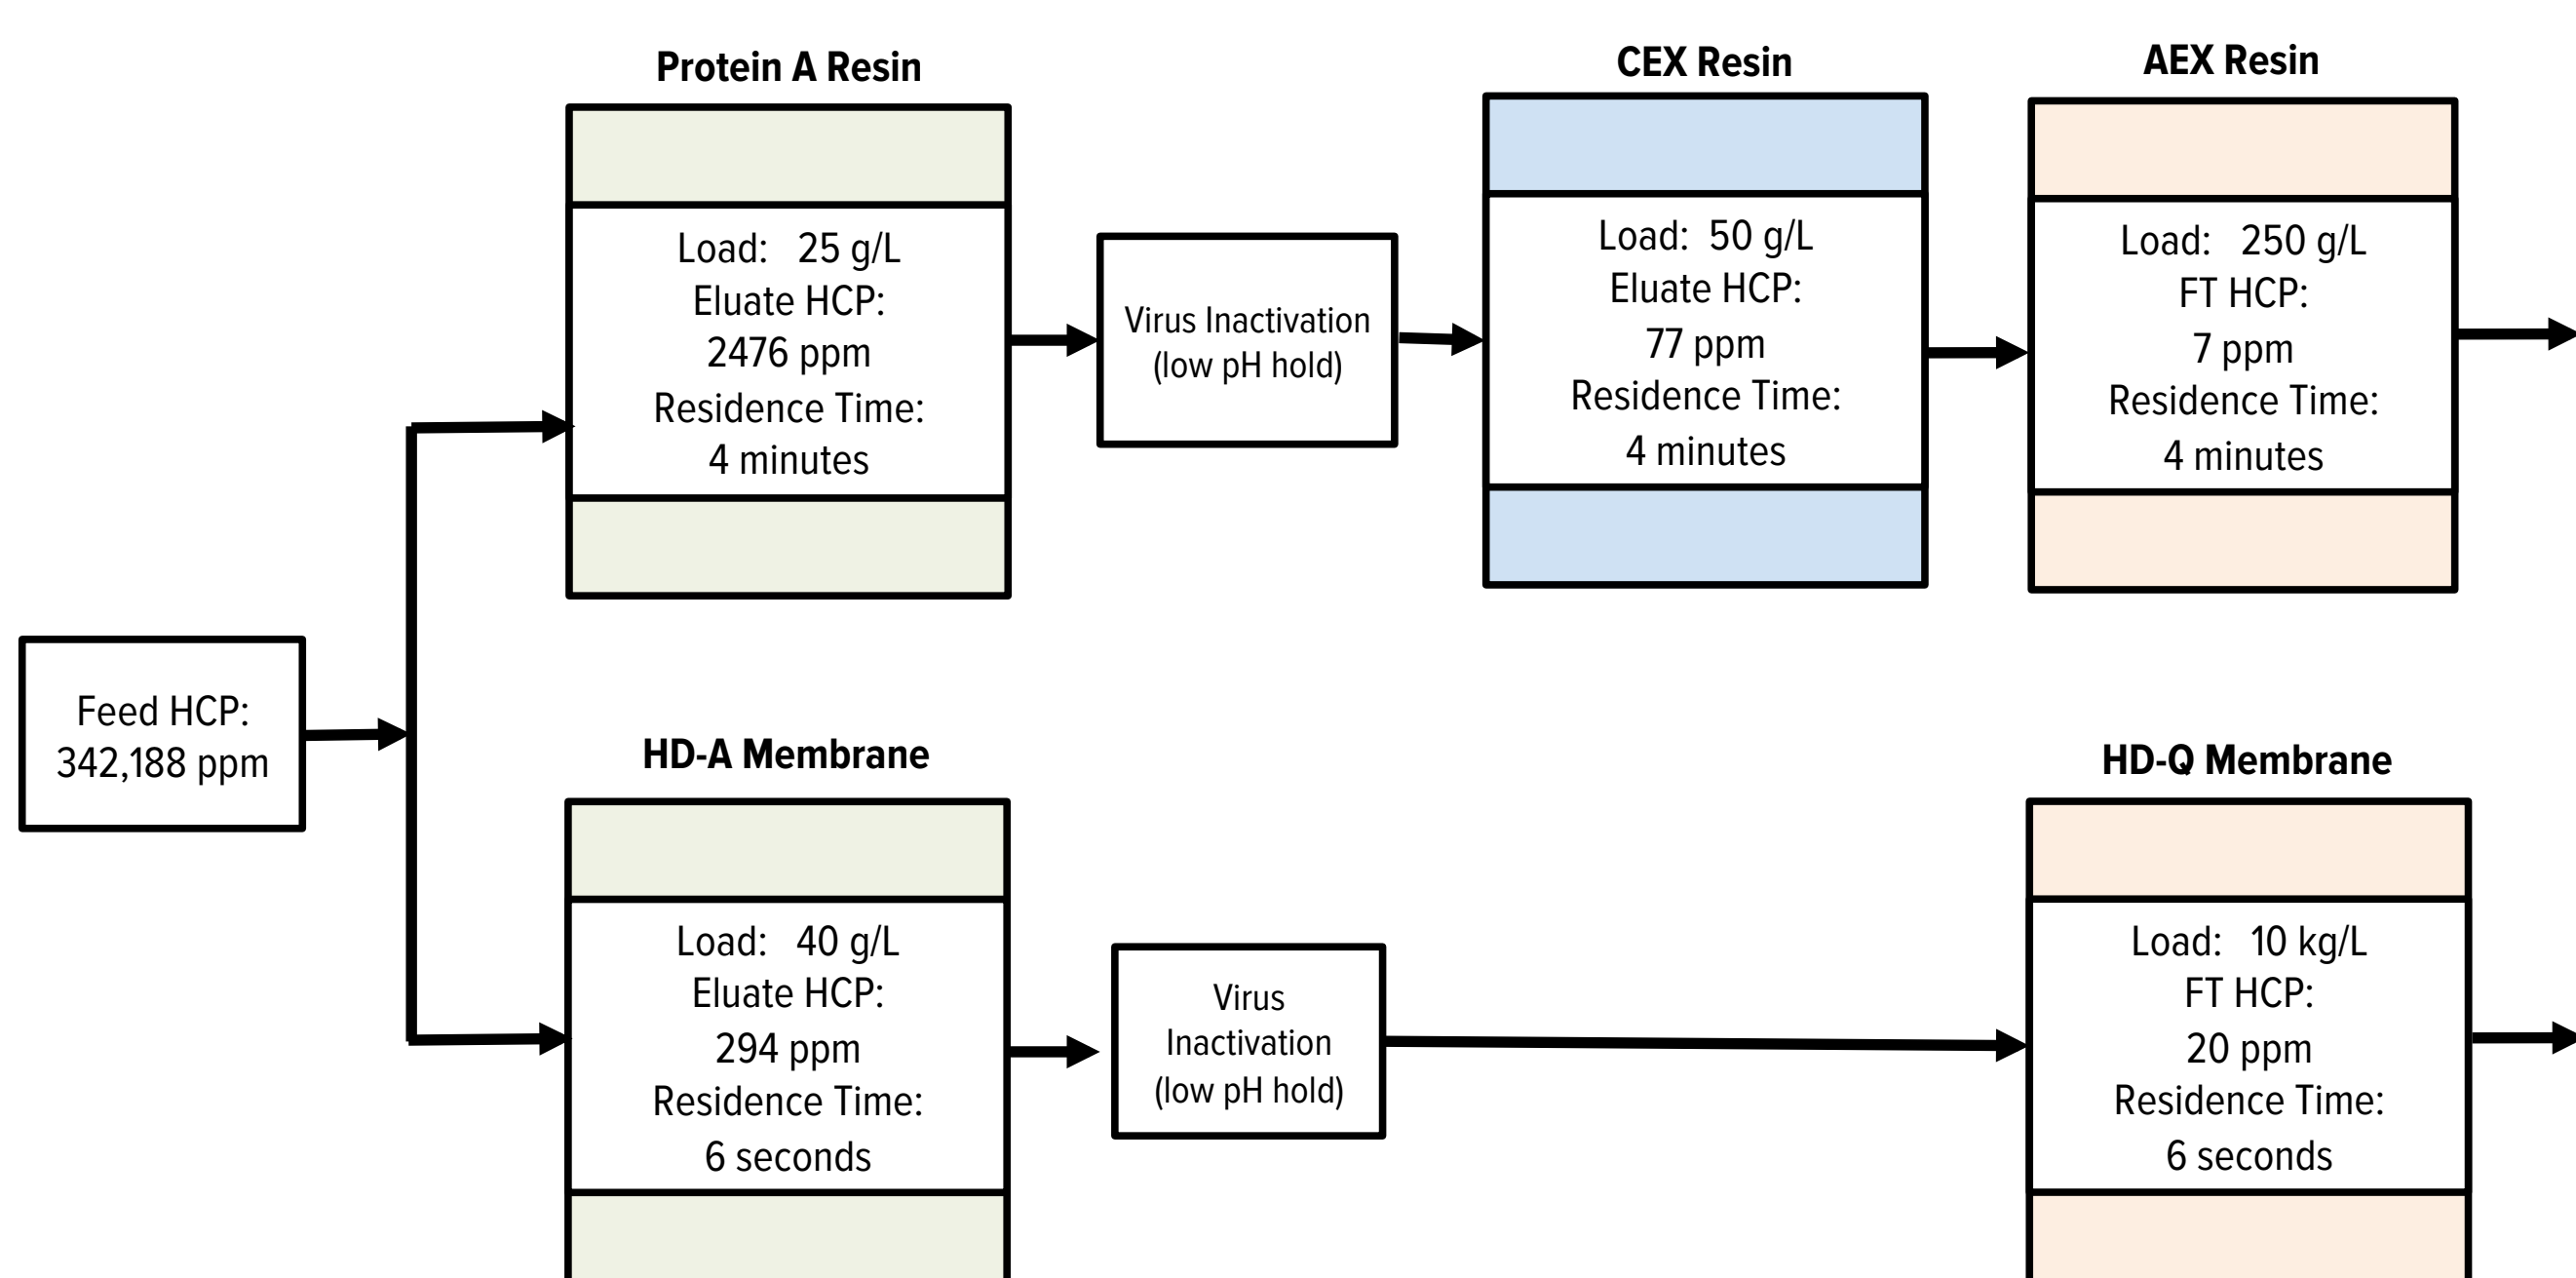 Protein A Resin
Load: 25 g/L
Eluate HCP:
2476 ppm
Residence Time:
4 minutes
Virus Inactivation
(low pH hold)
CEX Resin
Load: 50 g/L
Eluate HCP:
77 ppm
Residence Time:
4 minutes
AEX Resin
Load: 250 g/L
FT HCP:
7 ppm
Residence Time:
4 minutes
Feed HCP:
342,188 ppm
HD-A Membrane
Load: 40 g/L
Eluate HCP:
294 ppm
Residence Time:
6 seconds
Virus
Inactivation
(low pH hold)
HD-Q Membrane
Load: 10 kg/L
FT HCP:
20 ppm
Residence Time:
6 seconds